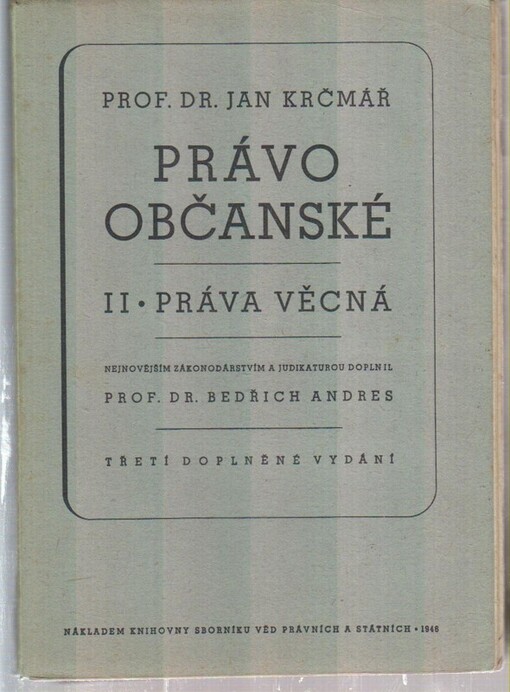 PROF. DR. JAN KRČMÁŘ
PRÁVO
OBČANSKÉ
II • PRÁVA VĚCNÁ
NEJNOVĚJŠÍM ZÁKONODÁRSTVÍM A JUDIKATUROU DOPLNIL
PROF. DR. BEDŘICH ANDRES
TŘETÍ DOPLNĚNÉ VYDÁNÍ
NÁKLADEM KNIHOVNY SBORNÍKU VĚD PRÁVNÍCH A STÁTNÍCH • 1946